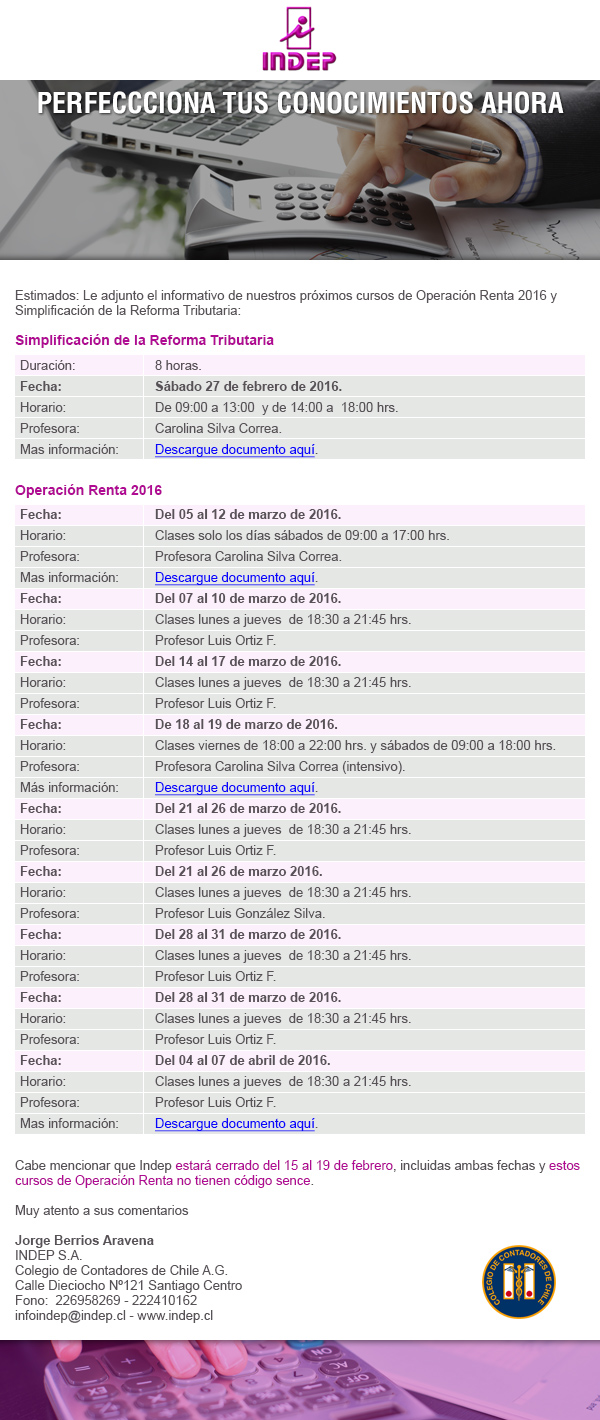 INDEP
PERFECCCIONA TUS CONOCIMIENTOS AHORA
Estimados: Le adjunto el informativo de nuestros próximos cursos de Operación Renta 2016 y
Simplificación de la Reforma Tributaria:
Simplificación de la Reforma Tributaria
Duración: 8 horas.
Fecha: Sábado 27 de febrero de 2016.
Horario: De 09:00 a 13:00 y de 14:00 a 18:00 hrs.
Profesora: Carolina Silva Correa.
Mas información: Descargue documento aquí.
Operación Renta 2016
Fecha: Del 05 al 12 de marzo de 2016.
Horario: Clases solo los días sábados de 09:00 a 17:00 hrs.
Profesora: Profesora Carolina Silva Correa.
Mas información: Descargue documento aquí.
Fecha: Del 07 al 10 de marzo de 2016.
Horario: Clases lunes a jueves de 18:30 a 21:45 hrs.
Profesora: Profesor Luis Ortiz F.
Fecha: Del 14 al 17 de marzo de 2016.
Horario: Clases lunes a jueves de 18:30 a 21:45 hrs.
Profesora: Profesor Luis Ortiz F.
Fecha: De 18 al 19 de marzo de 2016.
Horario: Clases viernes de 18:00 a 22:00 hrs. y sábados de 09:00 a 18:00 hrs.
Profesora: Profesora Carolina Silva Correa (intensivo).
Más información: Descargue documento aquí.
Fecha: Del 21 al 26 de marzo de 2016.
Horario: Clases lunes a jueves de 18:30 a 21:45 hrs.
Profesora: Profesor Luis Ortiz F.
Fecha: Del 21 al 26 de marzo 2016.
Horario: Clases lunes a jueves de 18:30 a 21:45 hrs.
Profesora: Profesor Luis González Silva.
Fecha: Del 28 al 31 de marzo de 2016.
Horario: Clases lunes a jueves de 18:30 a 21:45 hrs.
Profesora: Profesor Luis Ortiz F.
Fecha: Del 28 al 31 de marzo de 2016.
Horario: Clases lunes a jueves de 18:30 a 21:45 hrs.
Profesora: Profesor Luis Ortiz F.
Fecha: Del 04 al 07 de abril de 2016.
Horario: Clases lunes a jueves de 18:30 a 21:45 hrs.
Profesora: Profesor Luis Ortiz F.
Mas información: Descargue documento aquí.
Cabe mencionar que Indep estará cerrado del 15 al 19 de febrero, incluidas ambas fechas y estos
cursos de Operación Renta no tienen código sence.
Muy atento a sus comentarios
Jorge Berrios Aravena
INDEP S.A.
Colegio de Contadores de Chile A.G.
Calle Dieciocho Nº121 Santiago Centro
Fono: 226958269 - 222410162
infoindep@indep.cl - www.indep.cl
COLEGIO DE CONTADORES DE CHILE